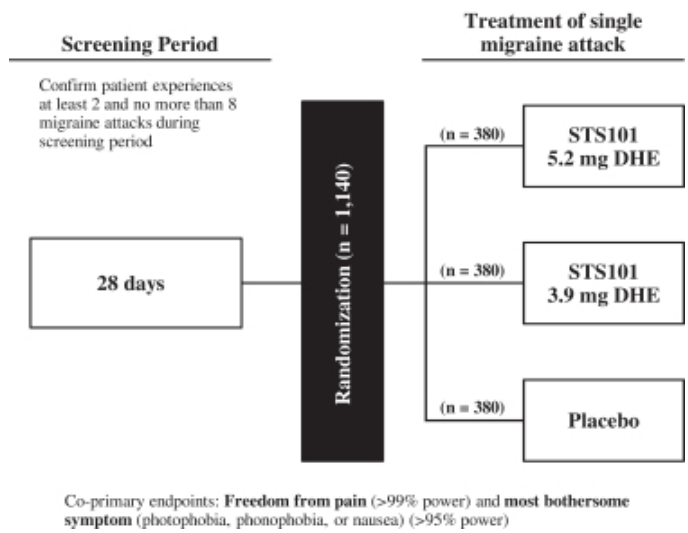 Screening Period
Treatment of single
migraine attack
Confirm patient experiences
at least 2 and no more than 8
migraine attacks during
screening period
28 days
Randomization (n = 1,140)
(n = 380)
STS101
5.2 mg DHE
(n = 380)
STS101
3.9 mg DHE
(n = 380)
Placebo
Co-primary endpoints: Freedom from pain (>99% power) and most bothersome
symptom (photophobia, phonophobia, or nausea) (>95% power)